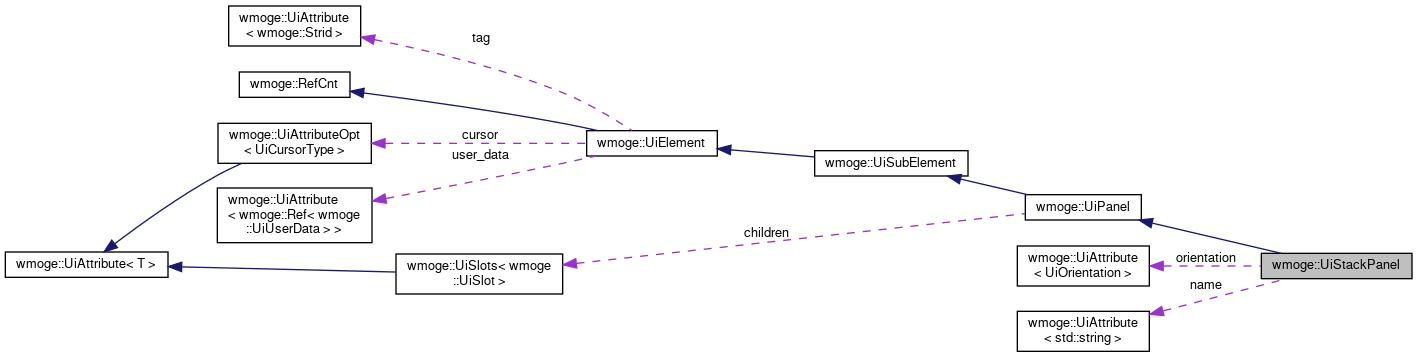 wmoge::UiAttribute
< wmoge::Strid >
tag
wmoge::RefCnt
wmoge::UiAttributeOpt
< UiCursorType >
cursor
wmoge::UiElement
user_data
wmoge::UiSubElement
wmoge::UiAttribute
< wmoge::Ref< wmoge
::UiUserData > >
wmoge::UiPanel
children
wmoge::UiAttribute< T >
wmoge::UiSlots< wmoge
::UiSlot >
wmoge::UiAttribute
< UiOrientation >
orientation
wmoge::UiStackPanel
name
wmoge::UiAttribute
< std::string >